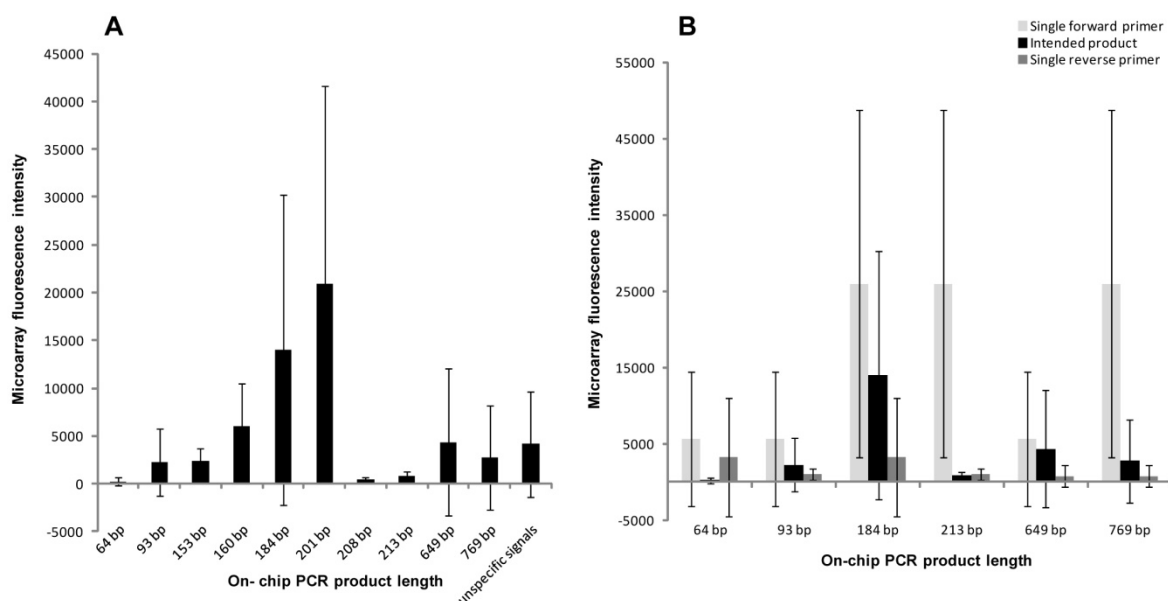 A
Microarray fluorescence intensity
45000
40000
35000
30000
25000
20000
15000
10000
5000
0
-5000
64 bp
93 bp
153 bp
160 bp
184 bp
201 bp
208 bp
213 bp
649 bp
769 bp
unspecific signals
On- chip PCR product length
B
Single forward primer
Intended product
Single reverse primer
Microarray fluorescence intensity
55000
45000
35000
25000
15000
5000
-5000
64 bp
93 bp
184 bp
213 bp
649 bp
769 bp
On-chip PCR product length